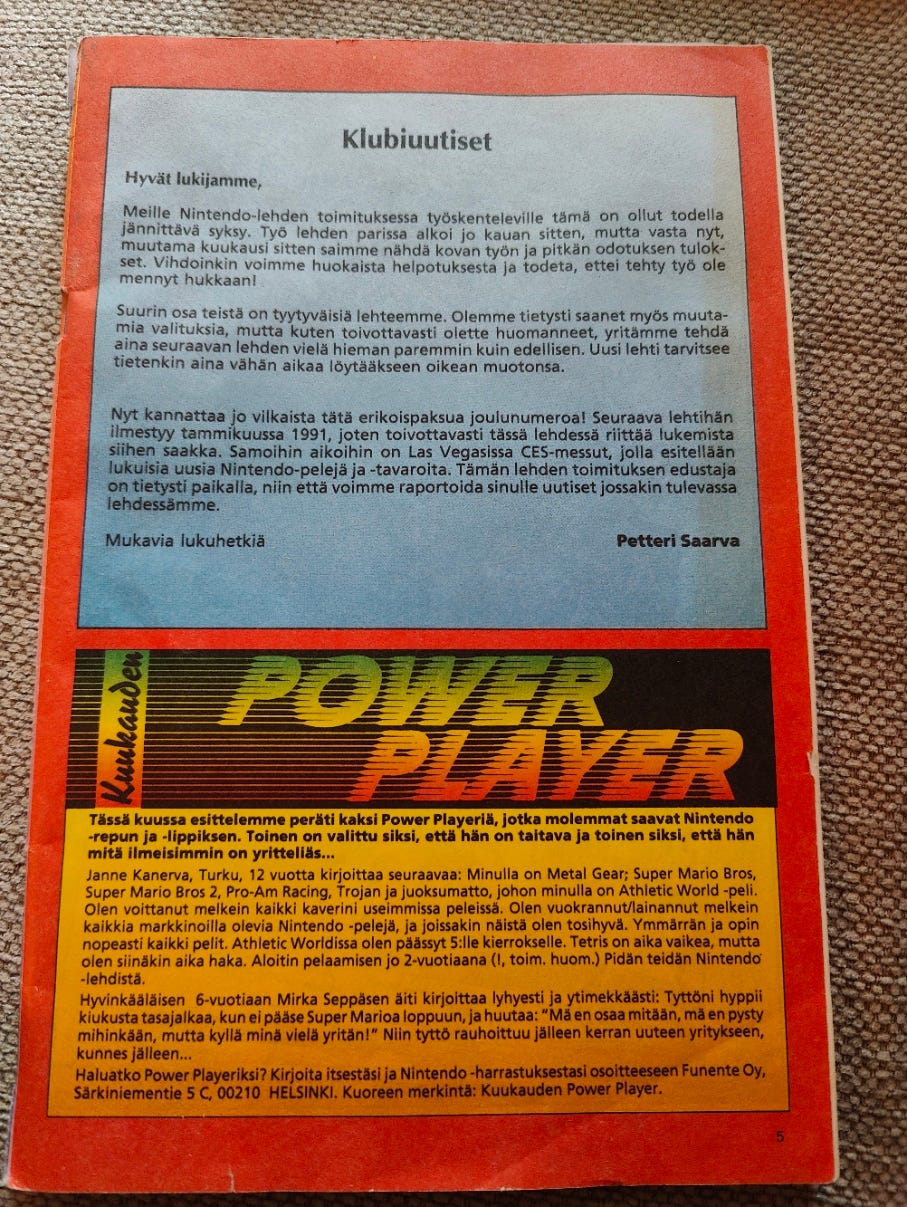 Klubiuutiset
Hyvät lukijamme,
Meille Nintendo-lehden toimituksessa työskenteleville tämä on ollut todella
jännittävä syksy. Työ lehden parissa alkoi jo kauan sitten, mutta vasta nyt,
muutama kuukausi sitten saimme nähdä kovan työn ja pitkän odotuksen tulok-
set. Vihdoinkin voimme huokaista helpotuksesta ja todeta, ettei tehty työ ole
mennyt hukkaan!
Suurin osa teistä on tyytyväisiä lehteemme. Olemme tietysti saanet myös muuta-
mia valituksia, mutta kuten toivottavasti olette huomanneet, yritämme tehdä
aina seuraavan lehden vielä hieman paremmin kuin edellisen. Uusi lehti tarvitsee
tietenkin aina vähän aikaa löytääkseen oikean muotonsa.
Nyt kannattaa jo vilkaista tätä erikoispaksua joulunumeroa! Seuraava lehtihän
ilmestyy tammikuussa 1991, joten toivottavasti tässä lehdessä riittää lukemista
siihen saakka. Samoihin aikoihin on Las Vegasissa CES-messut, jolla esitellään
lukuisia uusia Nintendo-pelejä ja -tavaroita. Tämän lehden toimituksen edustaja
on tietysti paikalla, niin että voimme raportoida sinulle uutiset jossakin tulevassa
lehdessämme.
Mukavia lukuhetkiä Petteri Saarva
Kuukauden
POWER
PLAYER
Tässä kuussa esittelemme peräti kaksi Power Playeriä, jotka molemmat saavat Nintendo
-repun ja -lippiksen. Toinen on valittu siksi, että hän on taitava ja toinen siksi, että hän
mitä ilmeisimmin on yritteliäs...
Janne Kanerva, Turku, 12 vuotta kirjoittaa seuraavaa: Minulla on Metal Gear; Super Mario Bros,
Super Mario Bros 2, Pro-Am Racing, Trojan ja juoksumatto, johon minulla on Athletic World -peli.
Olen voittanut melkein kaikki kaverini useimmissa peleissä. Olen vuokrannut/lainannut melkein
kaikkia markkinoilla olevia Nintendo -pelejä, ja joissakin näistä olen tosihyvä. Ymmärrän ja opin
nopeasti kaikki pelit. Athletic Worldissa olen päässyt 5:lle kierrokselle. Tetris on aika vaikea, mutta
olen siinäkin aika haka. Aloitin pelaamisen jo 2-vuotiaana (!, toim. huom.) Pidän teidän Nintendo
-lehdistä.
Hyvinkääläisen 6-vuotiaan Mirka Seppäsen äiti kirjoittaa lyhyesti ja ytimekkäästi: Tyttöni hyppii
kiukusta tasajalkaa, kun ei pääse Super Marioa loppuun, ja huutaa: "Mä en osaa mitään, mä en pysty
mihinkään, mutta kyllä minä vielä yritän!" Niin tyttö rauhoittuu jälleen kerran uuteen yritykseen,
kunnes jälleen...
Haluatko Power Playeriksi? Kirjoita itsestäsi ja Nintendo -harrastuksestasi osoitteeseen Funente Oy,
Särkiniementie 5 C, 00210 HELSINKI. Kuoreen merkintä: Kuukauden Power Player.
5